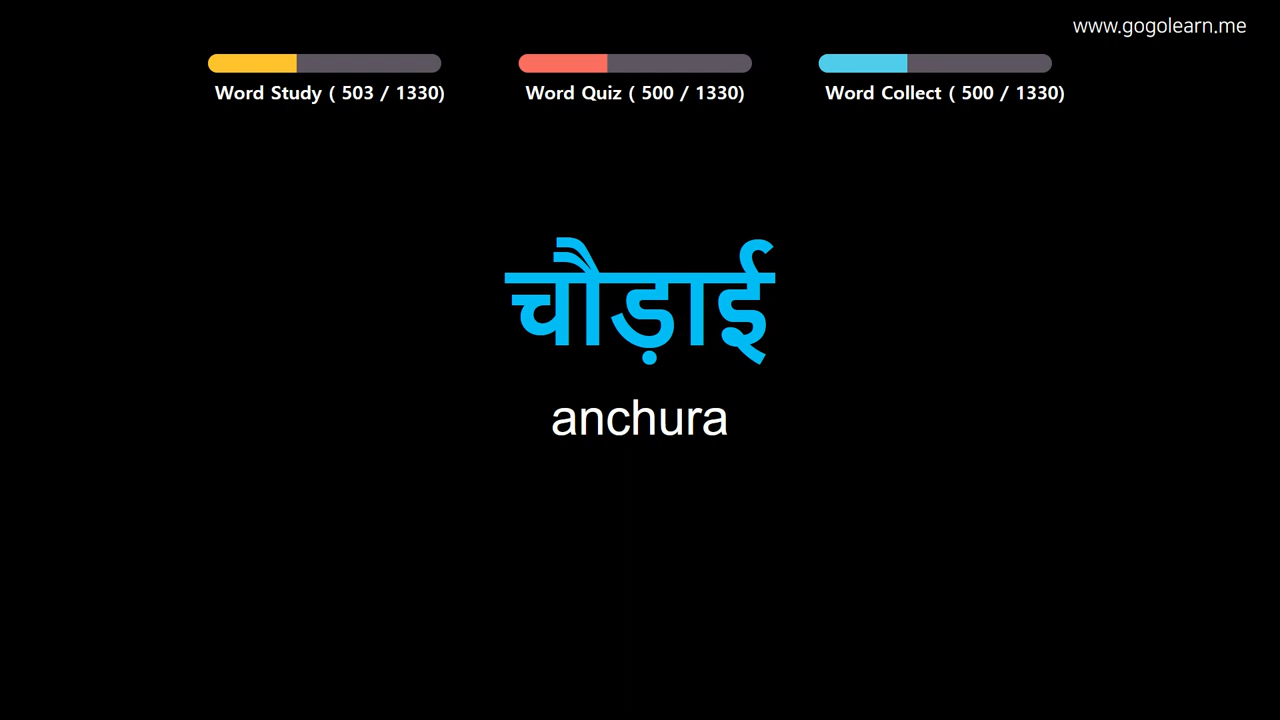 www.gogolearn.me
Word Study ( 503 / 1330)
Word Quiz ( 500 / 1330)
Word Collect ( 500 / 1330)
चौड़ाई
anchura